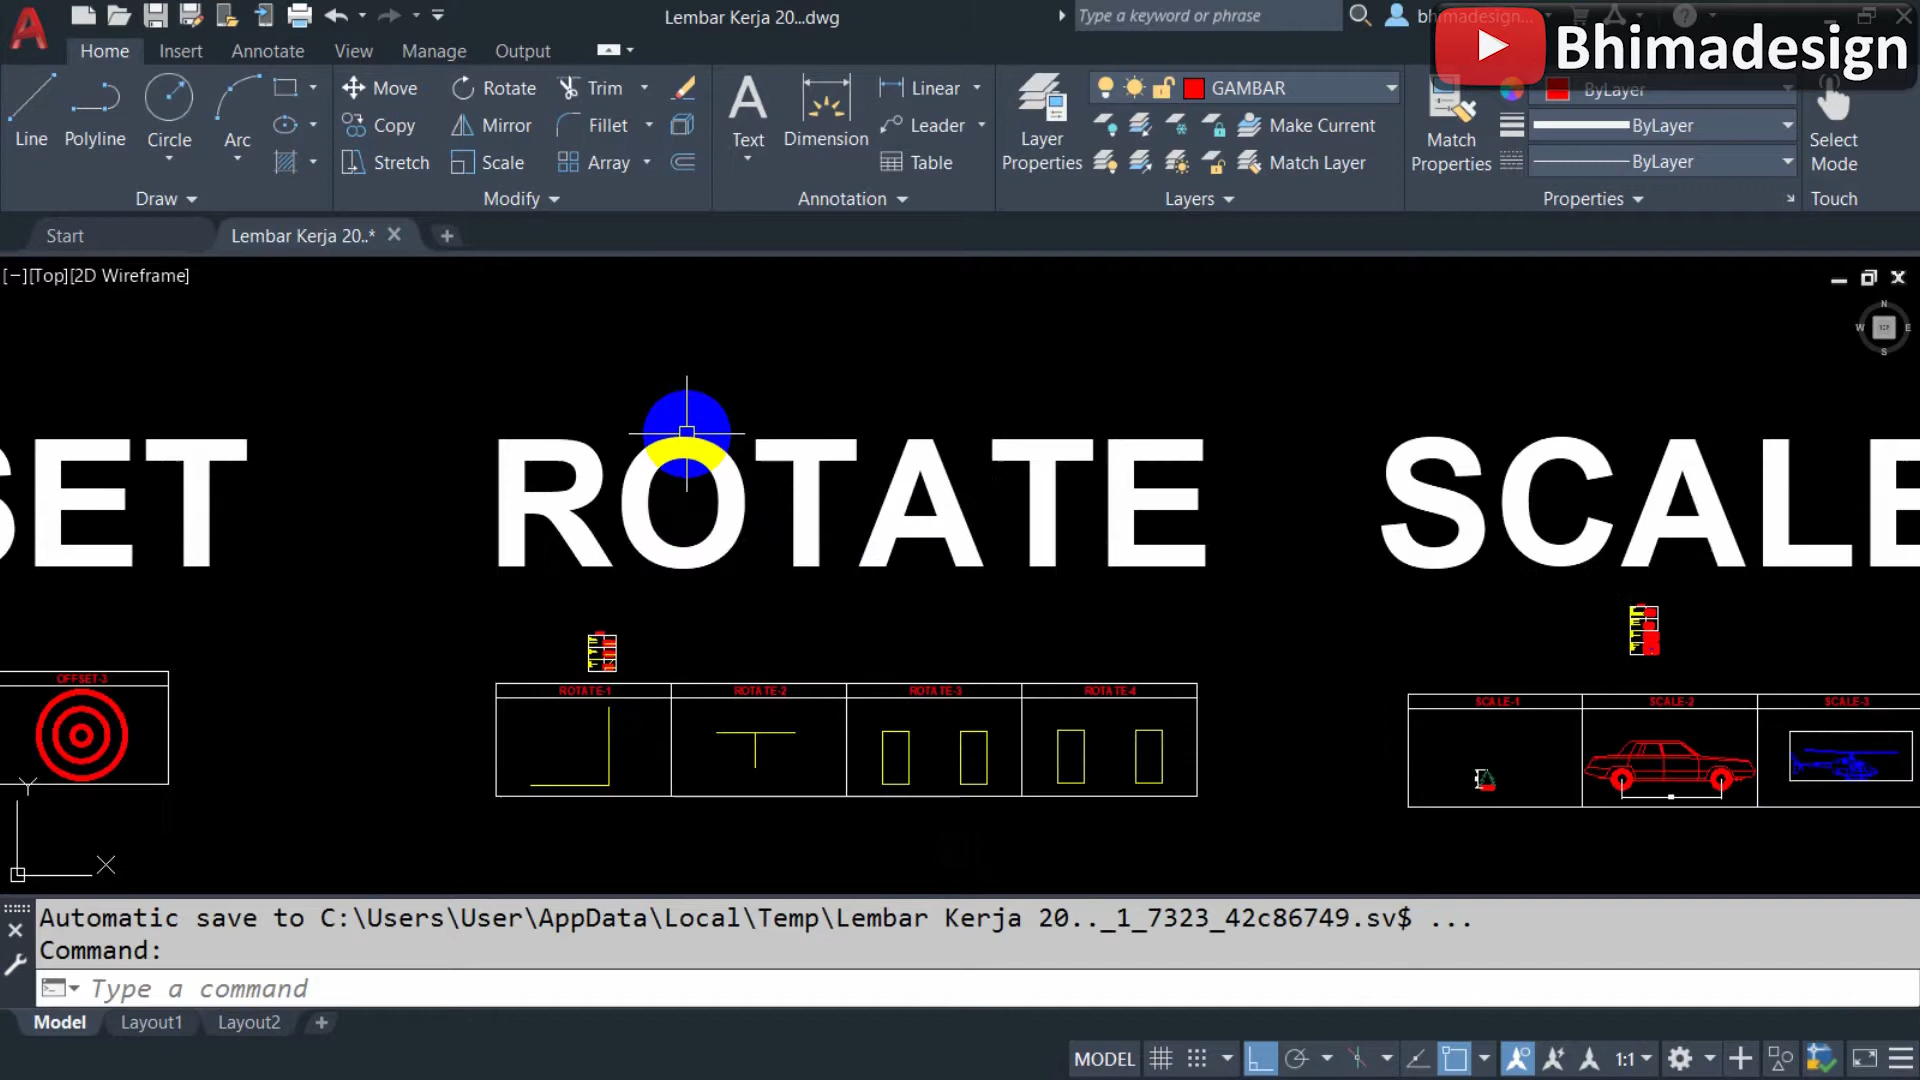 Lembar Kerja 20...dwg
Type a keyword or phrase
bhimadesign...
Bhimadesign
Home Insert Annotate View Manage Output
Line Polyline Circle Arc
Move Rotate Trim
Copy Mirror Fillet
Stretch Scale Array
Text Dimension
Linear
Leader
Table
Layer Properties
GAMBAR
Make Current
Match Layer
Match Properties
ByLayer
ByLayer
ByLayer
Select Mode
Draw Modify Annotation Layers Properties Touch
Start Lembar Kerja 20..*
[−][Top][2D Wireframe]
N
W TOP E
S
SET ROTATE SCALE
OFFSET-3
ROTATE-1 ROTATE-2 ROTATE-3 ROTATE-4
SCALE-1 SCALE-2 SCALE-3
Y
X
Automatic save to C:\Users\User\AppData\Local\Temp\Lembar Kerja 20.._1_7323_42c86749.sv$ ...
Command:
Type a command
Model Layout1 Layout2
MODEL 1:1